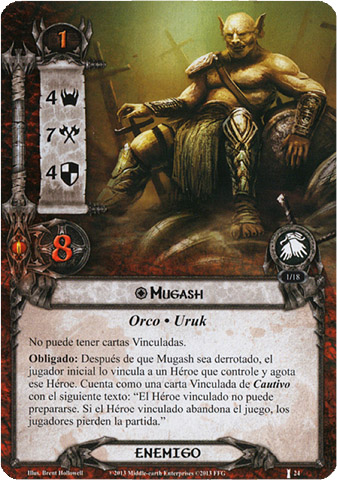 1
4
7
4
8
1/18
Mugash
Orco • Uruk
No puede tener cartas Vinculadas.
Obligado: Después de que Mugash sea derrotado, el
jugador inicial lo vincula a un Héroe que controle y agota
ese Héroe. Cuenta como una carta Vinculada de Cautivo
con el siguiente texto: “El Héroe vinculado no puede
prepararse. Si el Héroe vinculado abandona el juego, los
jugadores pierden la partida.”
ENEMIGO
Illus. Brent Hollowell ©2013 Middle-earth Enterprises ©2013 FFG 24